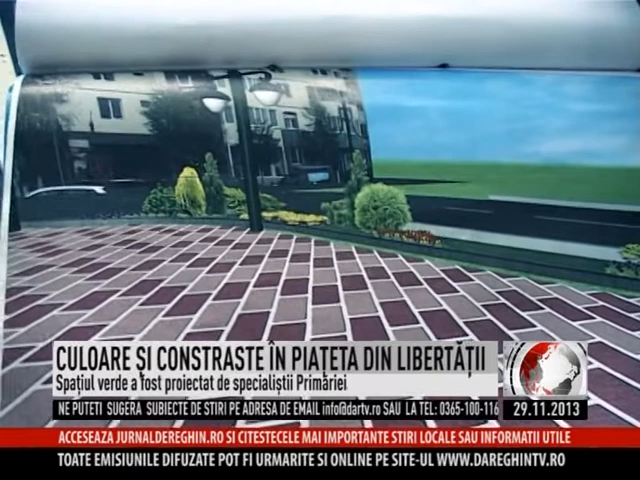 CULOARE ȘI CONSTRASTE ÎN PIAȚETA DIN LIBERTĂȚII
Spațiul verde a fost proiectat de specialiștii Primăriei
NE PUTETI SUGERA SUBIECTE DE STIRI PE ADRESA DE EMAIL info@dartv.ro SAU LA TEL: 0365-100-116
29.11.2013
ACCESEAZA JURNALDEREGHIN.RO SI CITESTECELE MAI IMPORTANTE STIRI LOCALE SAU INFORMATII UTILE
TOATE EMISIUNILE DIFUZATE POT FI URMARITE SI ONLINE PE SITE-UL WWW.DAREGHINTV.RO